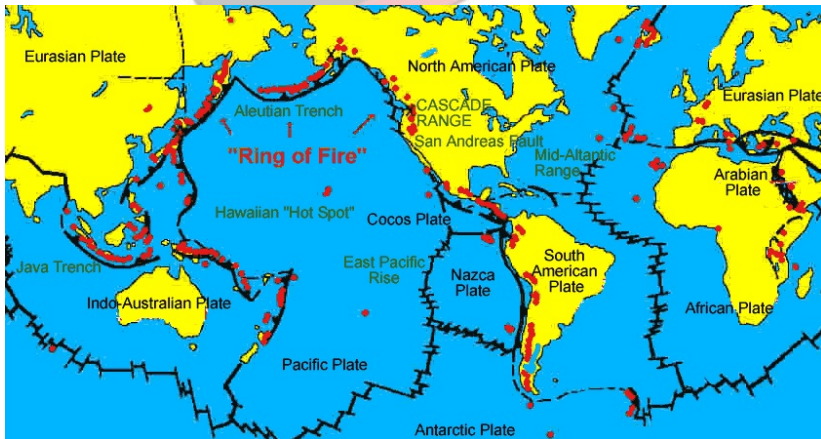 Eurasian Plate
North American Plate
Eurasian Plate
Aleutian Trench
CASCADE
RANGE
San Andreas Fault
"Ring of Fire"
Mid-Altantic
Range
Arabian
Plate
Hawaiian "Hot Spot"
Cocos Plate
Java Trench
East Pacific
Rise
Nazca
Plate
South
American
Plate
Indo-Australian Plate
African Plate
Pacific Plate
Antarctic Plate